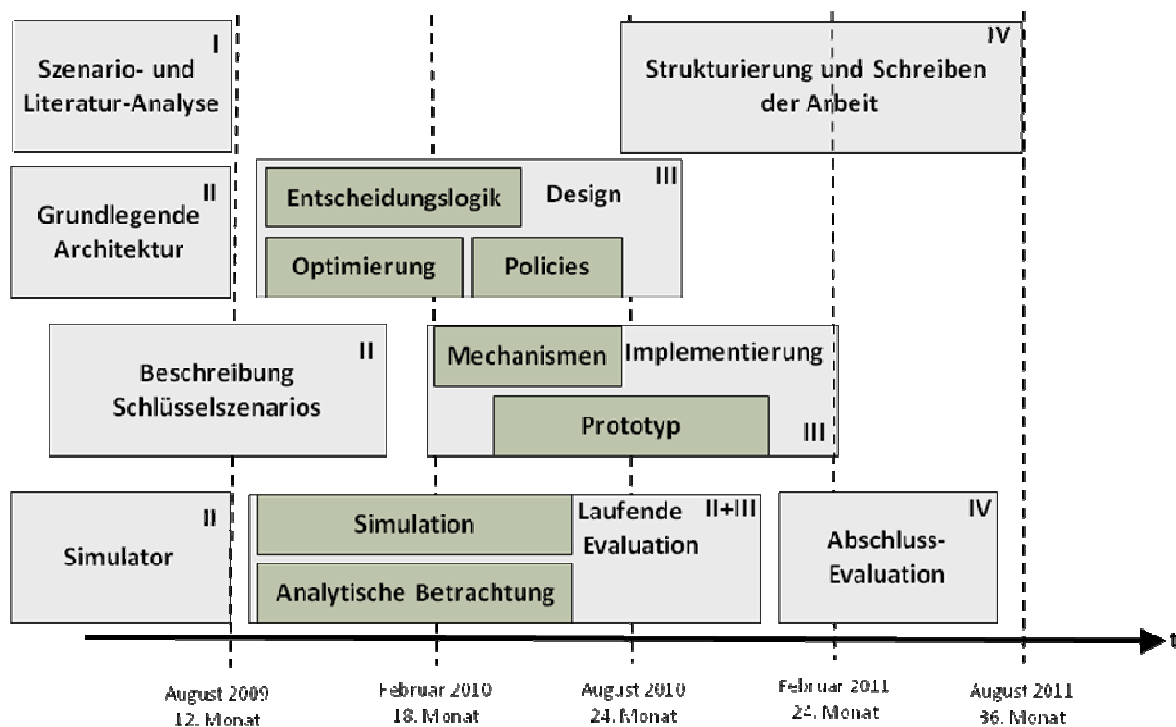 I
Szenario- und
Literatur-Analyse
IV
Strukturierung und Schreiben
der Arbeit
II
Grundlegende
Architektur
III
Entscheidungslogik
Design
Optimierung
Policies
II
Beschreibung
Schlüsselszenarios
Mechanismen
Implementierung
Prototyp
III
II
Simulator
Simulation
Laufende
Evaluation
II+III
Analytische Betrachtung
IV
Abschluss-
Evaluation
t
August 2009
12. Monat
Februar 2010
18. Monat
August 2010
24. Monat
Februar 2011
24. Monat
August 2011
36. Monat